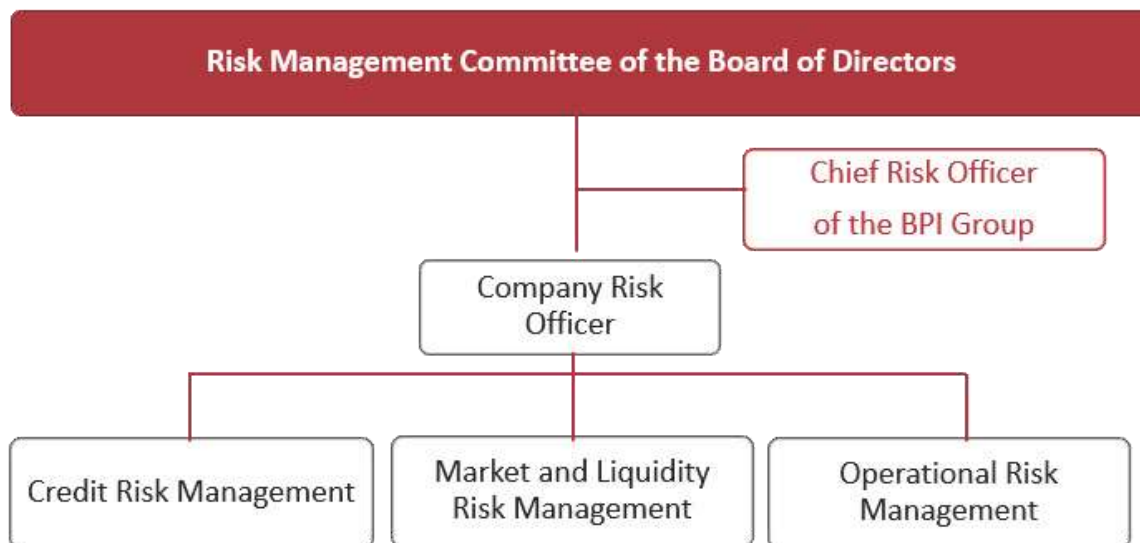 Risk Management Committee of the Board of Directors
Chief Risk Officer
of the BPI Group
Company Risk
Officer
Credit Risk Management
Market and Liquidity
Risk Management
Operational Risk
Management